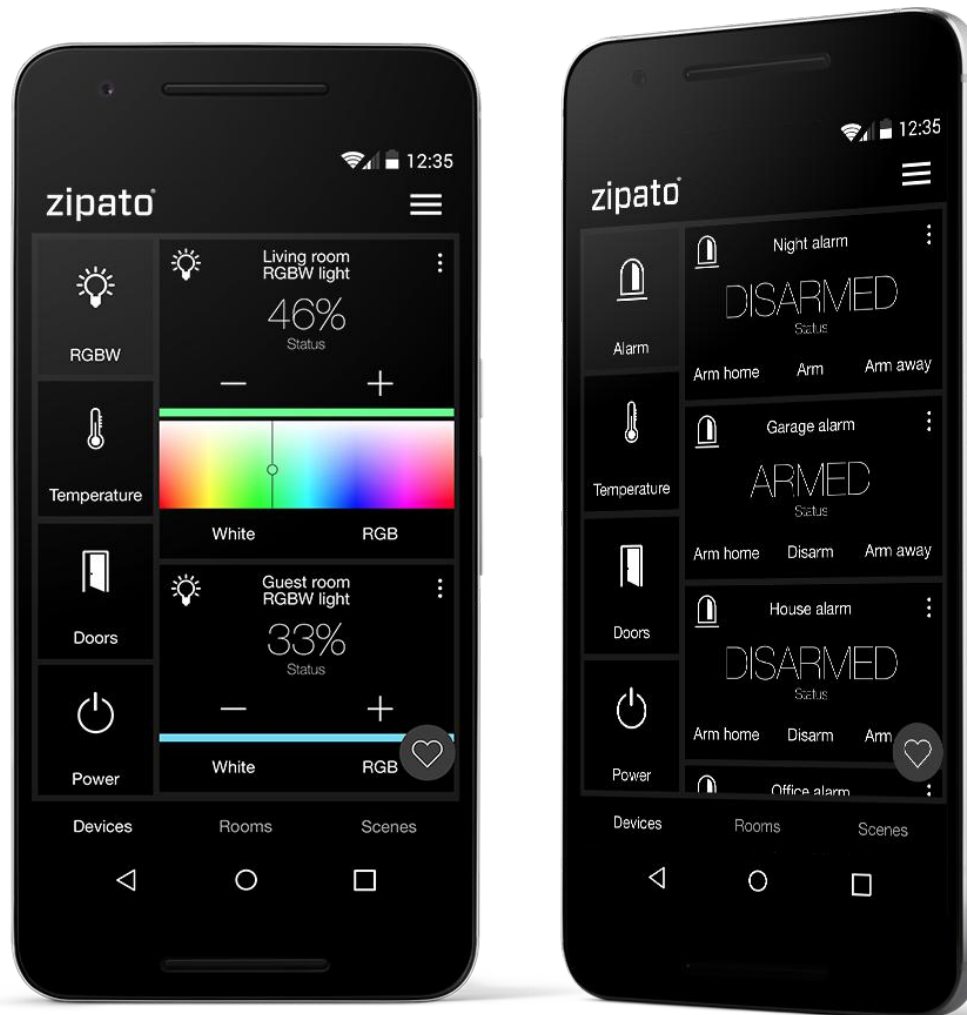 12:35
zipato
RGBW
Temperature
Doors
Power
Living room
RGBW light
46%
Status
White
RGB
Guest room
RGBW light
33%
Status
White
RGB
Devices
Rooms
Scenes
12:35
zipato
Alarm
Temperature
Doors
Power
Night alarm
DISARMED
Status
Arm home
Arm
Arm away
Garage alarm
ARMED
Status
Arm home
Disarm
Arm away
House alarm
DISARMED
Status
Arm home
Disarm
Arm
Office alarm
Devices
Rooms
Scenes